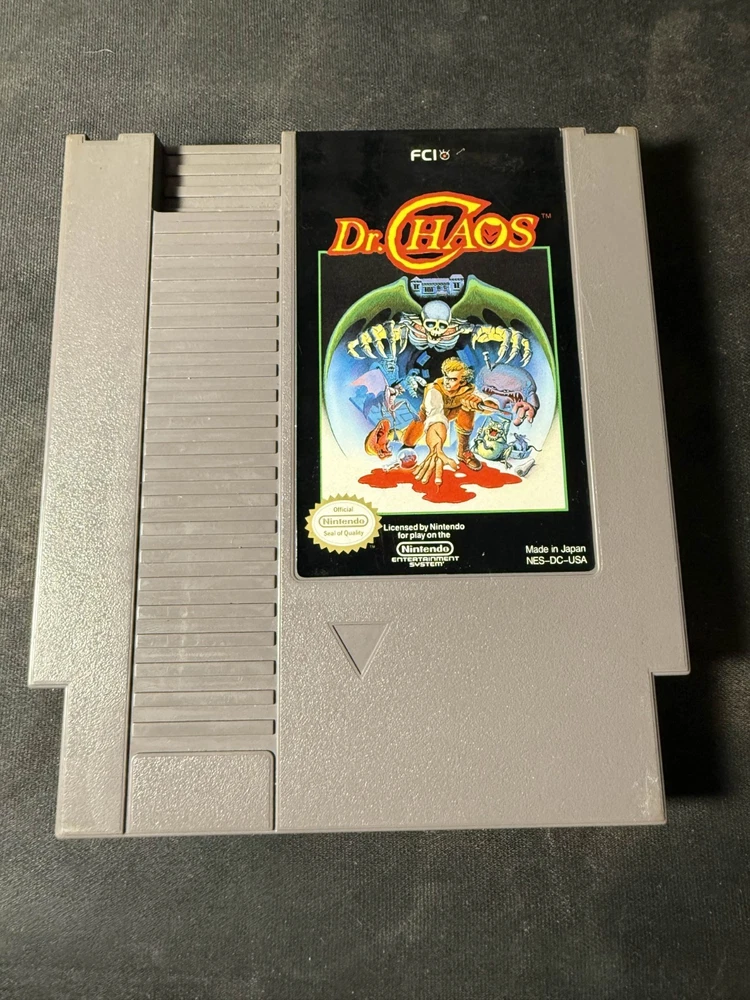 FCI
Dr. CHAOS™
Official
Nintendo
Seal of Quality
™
Licensed by Nintendo
for play on the
Nintendo
ENTERTAINMENT
SYSTEM®
Made in Japan
NES-DC-USA